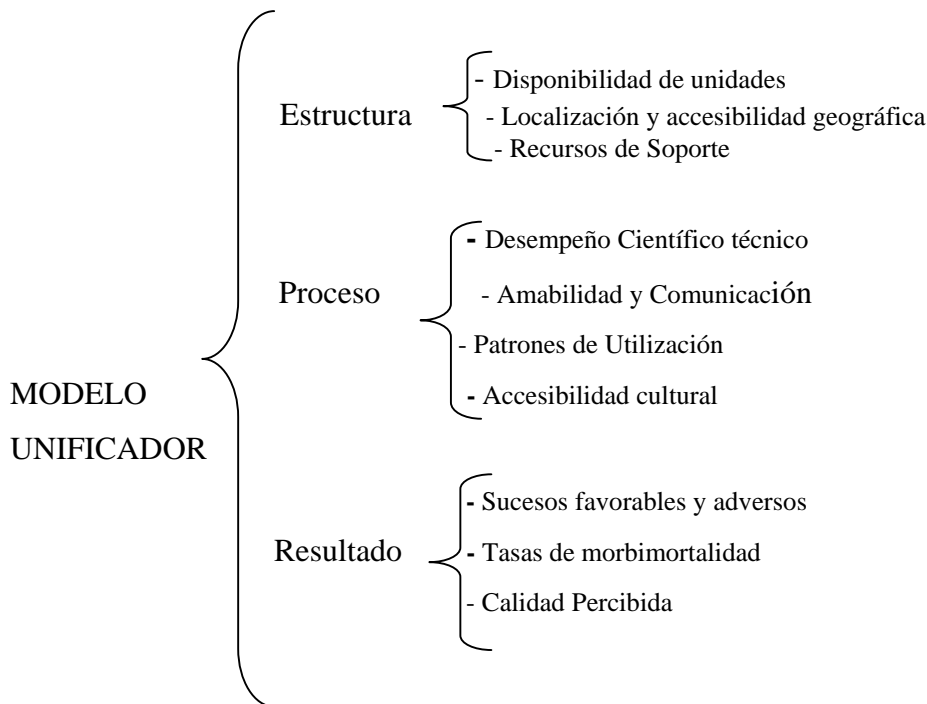 MODELO
UNIFICADOR
Estructura
- Disponibilidad de unidades
- Localización y accesibilidad geográfica
- Recursos de Soporte
Proceso
- Desempeño Científico técnico
- Amabilidad y Comunicación
- Patrones de Utilización
- Accesibilidad cultural
Resultado
- Sucesos favorables y adversos
- Tasas de morbimortalidad
- Calidad Percibida